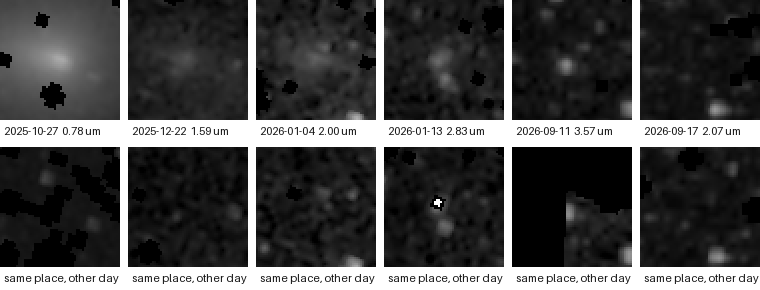 2025-10-27 0.78 um 2025-12-22 1.59 um 2026-01-04 2.00 um 2026-01-13 2.83 um 2026-09-11 3.57 um 2026-09-17 2.07 um
same place, other day same place, other day same place, other day same place, other day same place, other day same place, other day